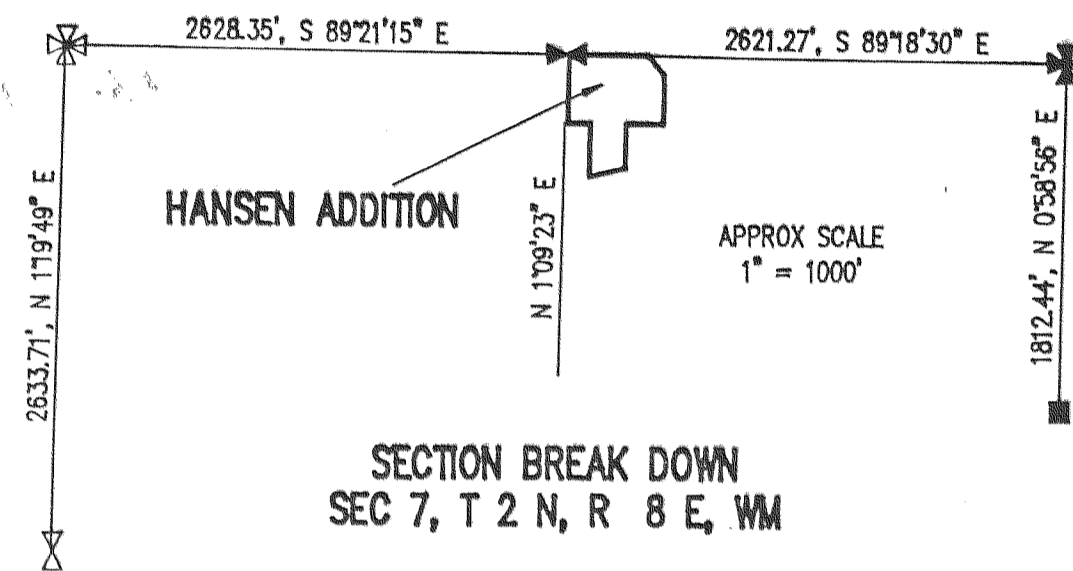 2628.35', S 89°21'15" E
2621.27', S 89°18'30" E
2633.71', N 1°19'49" E
HANSEN ADDITION
N 1°09'23" E
APPROX SCALE
1" = 1000'
1812.44', N 0°58'56" E
SECTION BREAK DOWN
SEC 7, T 2 N, R 8 E, WM